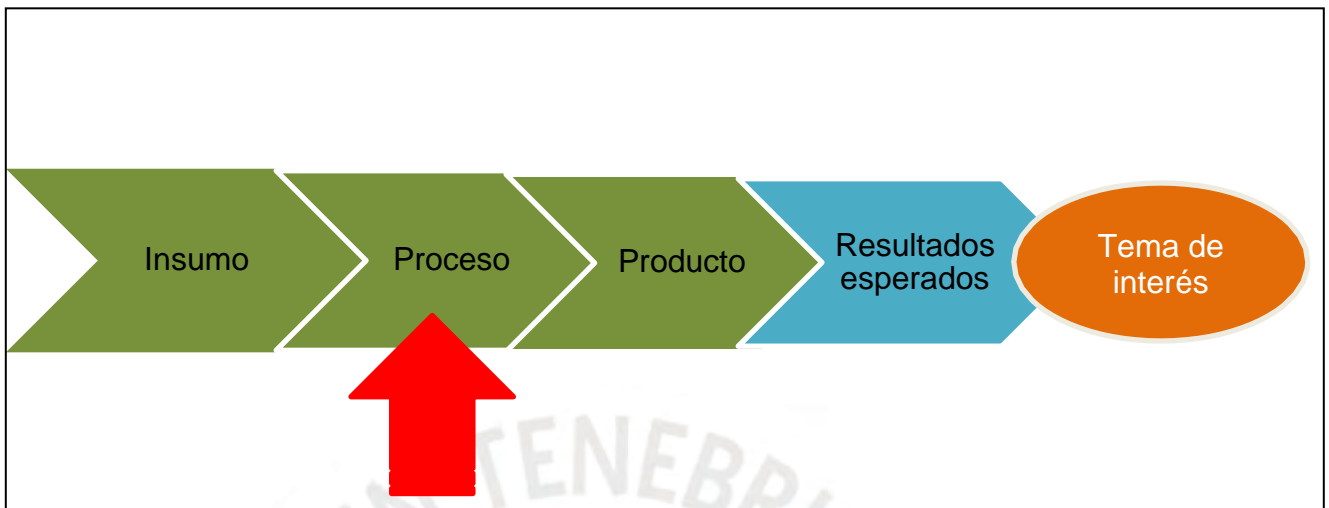 Insumo
Proceso
Producto
Resultados
esperados
Tema de
interés
TENEBR